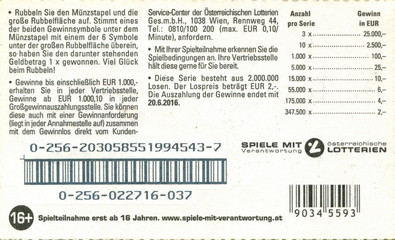 • Rubbeln Sie den Münzstapel und die
große Rubbelfläche auf. Stimmt eines
der beiden Gewinnsymbole unter dem
Münzstapel mit einem der 6 Symbole
unter der großen Rubbelfläche überein,
so haben Sie den darunter stehenden
Geldbetrag 1 x gewonnen. Viel Glück
beim Rubbeln!
• Gewinne bis einschließlich EUR 1.000,-
erhalten Sie in jeder Vertriebsstelle,
Gewinne ab EUR 1.000,10 in jeder
Großgewinnauszahlungsstelle. Sie können
diese auch mit einer Gewinnanforderung
(liegt in jeder Annahmestelle auf) zusammen
mit dem Gewinnlos direkt vom Kunden-
Service-Center der Österreichischen Lotterien
Ges.m.b.H., 1038 Wien, Rennweg 44,
Tel.: 0810/100 200 (max. EUR 0,10/
Minute), anfordern.
• Mit Ihrer Spielteilnahme erkennen Sie die
Spielbedingungen an. Ihre Vertriebsstelle
hält diese gerne für Sie bereit.
• Diese Serie besteht aus 2.000.000
Losen. Der Lospreis beträgt EUR 2,-.
Die Auszahlung der Gewinne endet mit
20.6.2016.
Anzahl Gewinn
pro Serie in EUR
3 x 25.000,-
10 x 2.500,-
1.000 x 100,-
5.000 x 25,-
15.000 x 10,-
55.000 x 6,-
175.000 x 4,-
347.500 x 2,-
0-256-2030585551994543-7
0-256-022716-037
SPIELE MIT
Verantwortung
österreichische
LOTTERIEN
9034 5593
16+ Spielteilnahme erst ab 16 Jahren. www.spiele-mit-verantwortung.at